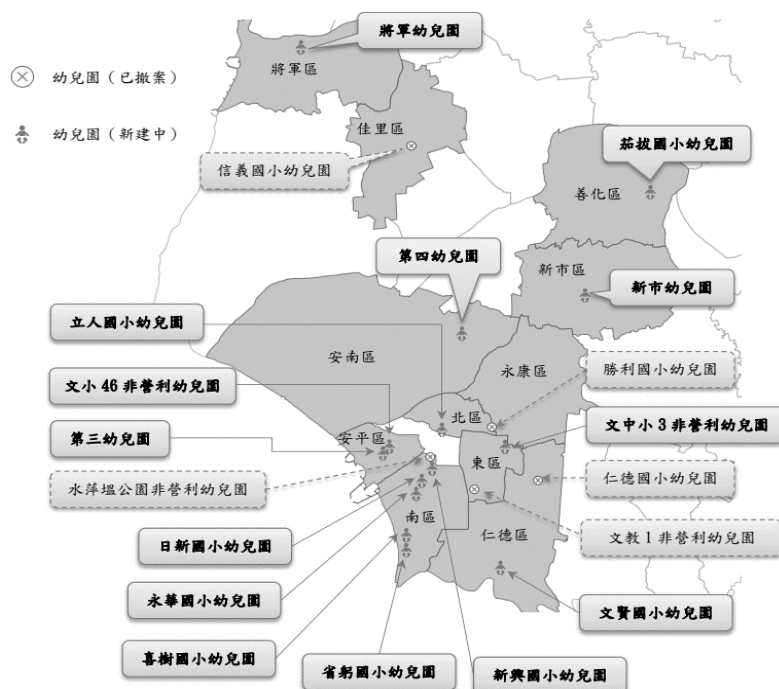 將軍幼兒園
將軍區
幼兒園（已撤案）
幼兒園（新建中）
佳里區
信義國小幼兒園
茄拔國小幼兒園
善化區
第四幼兒園
新市區
新市幼兒園
立人國小幼兒園
安南區
永康區
勝利國小幼兒園
文小 46 非營利幼兒園
北區
文中小 3 非營利幼兒園
第三幼兒園
安平區
東區
仁德國小幼兒園
水萍塭公園非營利幼兒園
南區
仁德區
文教 1 非營利幼兒園
日新國小幼兒園
永華國小幼兒園
文賢國小幼兒園
喜樹國小幼兒園
省躬國小幼兒園
新興國小幼兒園